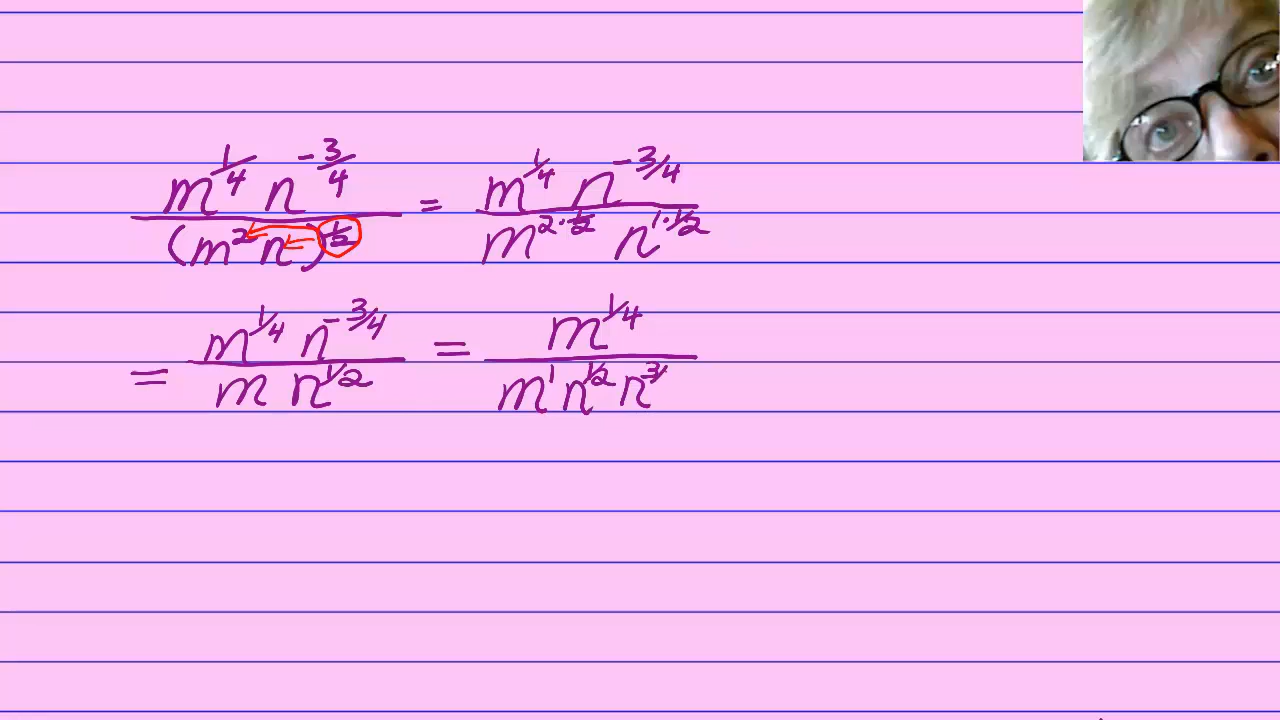 m^{1/4} n^{-3/4} / (m^2 n)^{1/2} = m^{1/4} n^{-3/4} / m^{2·1/2} n^{1·1/2}
= m^{1/4} n^{-3/4} / m n^{1/2} = m^{1/4} / m^1 n^{1/2} n^{3/}